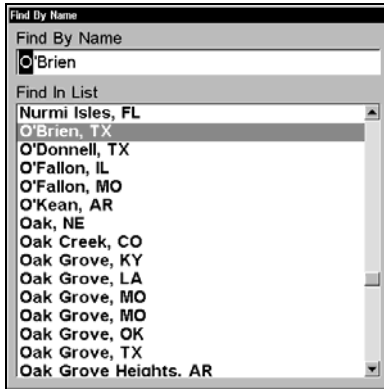 Find By Name
Find By Name
O'Brien
Find In List
Nurmi Isles, FL
O'Brien, TX
O'Donnell, TX
O'Fallon, IL
O'Fallon, MO
O'Kean, AR
Oak, NE
Oak Creek, CO
Oak Grove, KY
Oak Grove, LA
Oak Grove, MO
Oak Grove, MO
Oak Grove, OK
Oak Grove, TX
Oak Grove Heights, AR